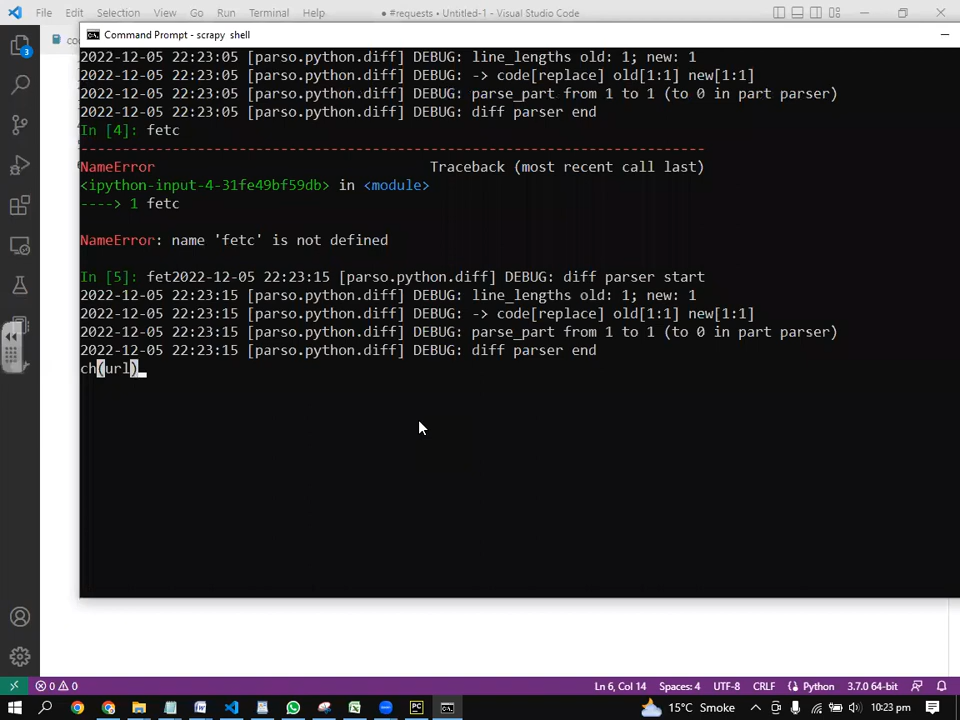 File Edit Selection View Go Run Terminal Help
● #requests • Untitled-1 - Visual Studio Code
3
Command Prompt - scrapy  shell
2022-12-05 22:23:05 [parso.python.diff] DEBUG: line_lengths old: 1; new: 1
2022-12-05 22:23:05 [parso.python.diff] DEBUG: -> code[replace] old[1:1] new[1:1]
2022-12-05 22:23:05 [parso.python.diff] DEBUG: parse_part from 1 to 1 (to 0 in part parser)
2022-12-05 22:23:05 [parso.python.diff] DEBUG: diff parser end
In [4]: fetc
---------------------------------------------------------------------------
NameError                                 Traceback (most recent call last)
<ipython-input-4-31fe49bf59db> in <module>
----> 1 fetc

NameError: name 'fetc' is not defined

In [5]: fet2022-12-05 22:23:15 [parso.python.diff] DEBUG: diff parser start
2022-12-05 22:23:15 [parso.python.diff] DEBUG: line_lengths old: 1; new: 1
2022-12-05 22:23:15 [parso.python.diff] DEBUG: -> code[replace] old[1:1] new[1:1]
2022-12-05 22:23:15 [parso.python.diff] DEBUG: parse_part from 1 to 1 (to 0 in part parser)
2022-12-05 22:23:15 [parso.python.diff] DEBUG: diff parser end
ch(url)
0 0 Ln 6, Col 14 Spaces: 4 UTF-8 CRLF Python 3.7.0 64-bit
PC 15°C Smoke 10:23 pm